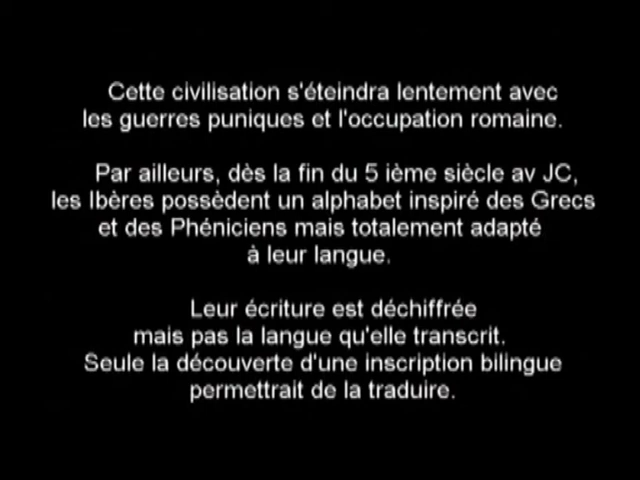 Cette civilisation s'éteindra lentement avec
les guerres puniques et l'occupation romaine.
Par ailleurs, dès la fin du 5 ième siècle av JC,
les Ibères possèdent un alphabet inspiré des Grecs
et des Phéniciens mais totalement adapté
à leur langue.
Leur écriture est déchiffrée
mais pas la langue qu'elle transcrit.
Seule la découverte d'une inscription bilingue
permettrait de la traduire.